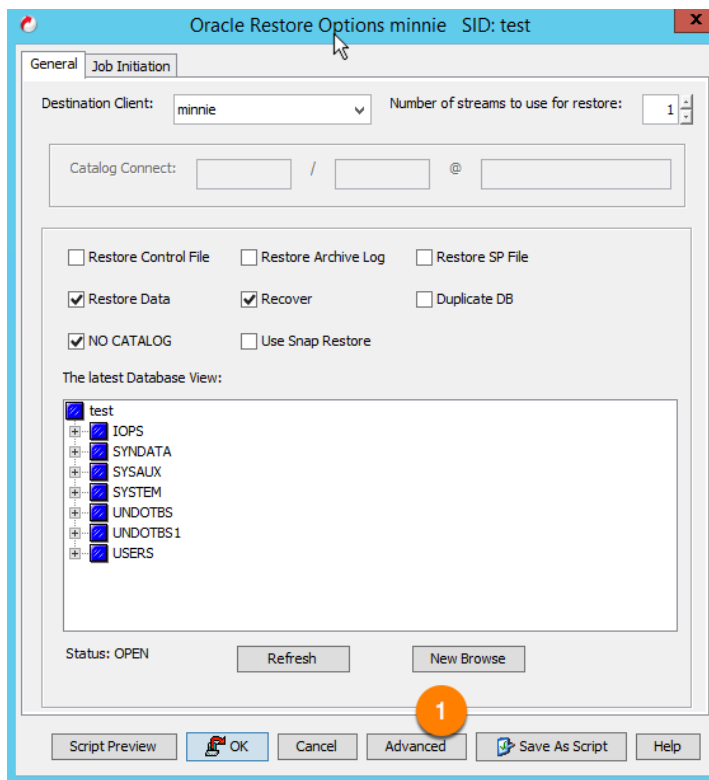 Oracle Restore Options minnie SID: test
x
General Job Initiation
Destination Client: minnie Number of streams to use for restore: 1
Catalog Connect: / @
Restore Control File Restore Archive Log Restore SP File
Restore Data Recover Duplicate DB
NO CATALOG Use Snap Restore
The latest Database View:
test
IOPS
SYNDATA
SYSAUX
SYSTEM
UNDOTBS
UNDOTBS1
USERS
Status: OPEN Refresh New Browse
1
Script Preview OK Cancel Advanced Save As Script Help